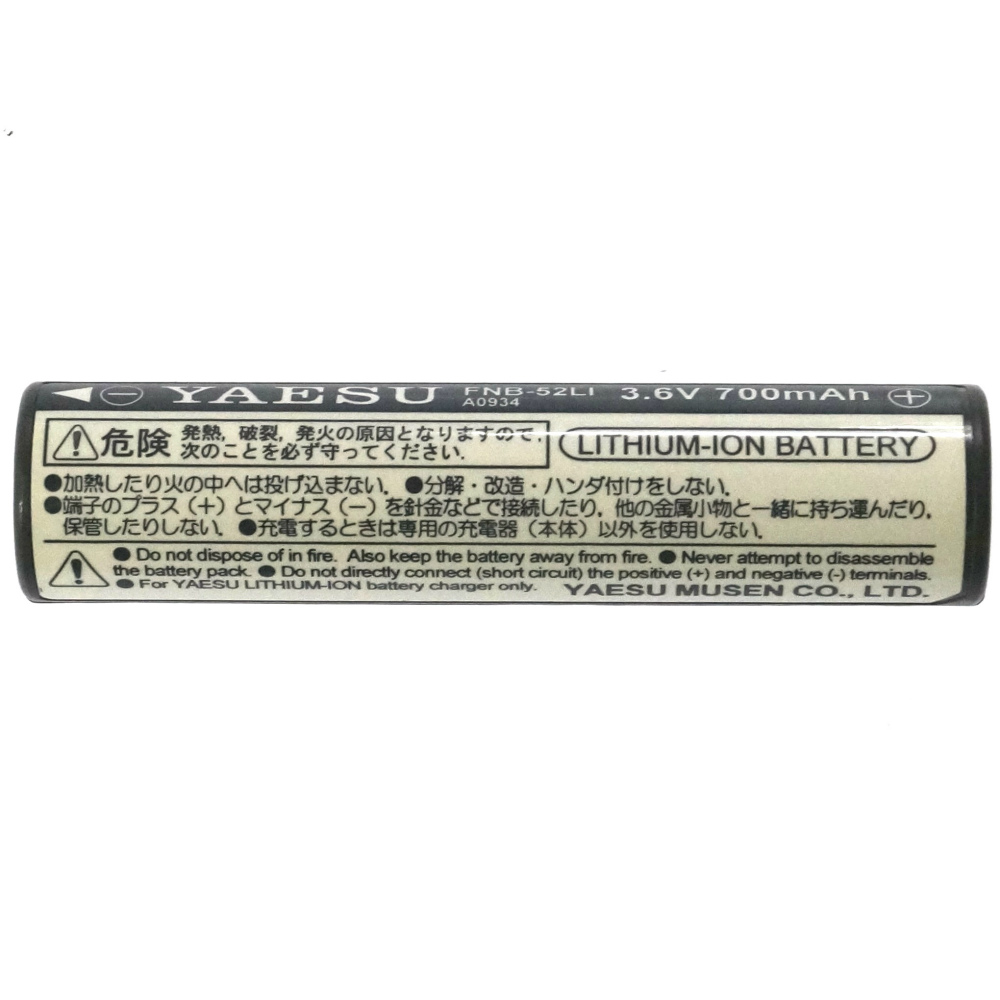 YAESU FNB-52LI 3.6V 700mAh
A0934
危険 発熱，破裂，発火の原因となりますので，
次のことを必ず守ってください．
LITHIUM-ION BATTERY
●加熱したり火の中へは投げ込まない． ●分解・改造・ハンダ付けをしない．
●端子のプラス（+）とマイナス（−）を針金などで接続したり，他の金属小物と一緒に持ち運んだり，
保管したりしない． ●充電するときは専用の充電器（本体）以外を使用しない．
● Do not dispose of in fire. Also keep the battery away from fire. ● Never attempt to disassemble
the battery pack. ● Do not directly connect (short circuit) the positive (+) and negative (-) terminals.
● For YAESU LITHIUM-ION battery charger only. YAESU MUSEN CO., LTD.